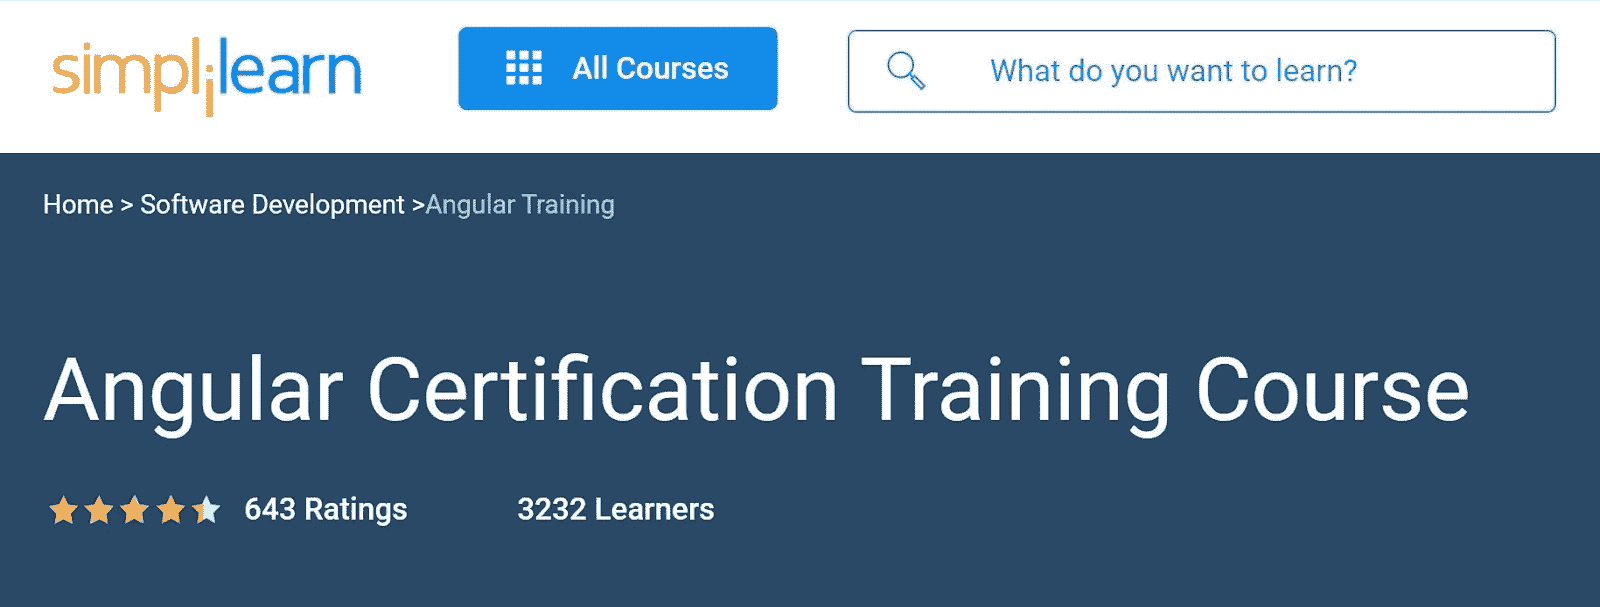 simplilearn
All Courses
What do you want to learn?
Home > Software Development >Angular Training
Angular Certification Training Course
643 Ratings
3232 Learners